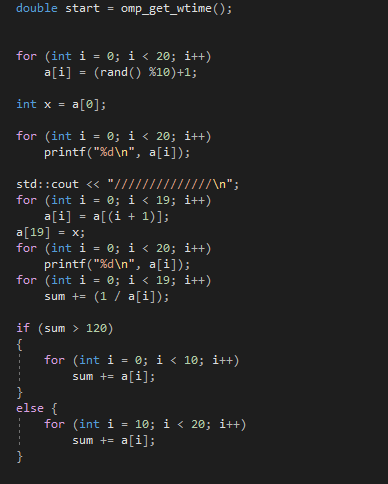 double start = omp_get_wtime();
for (int i = 0; i < 20; i++)
a[i] = (rand() %10)+1;
int x = a[0];
for (int i = 0; i < 20; i++)
printf("%d\n", a[i]);
std::cout << "//////////////\n";
for (int i = 0; i < 19; i++)
a[i] = a[(i + 1)];
a[19] = x;
for (int i = 0; i < 20; i++)
printf("%d\n", a[i]);
for (int i = 0; i < 19; i++)
sum += (1 / a[i]);
if (sum > 120)
{
for (int i = 0; i < 10; i++)
sum += a[i];
}
else {
for (int i = 10; i < 20; i++)
sum += a[i];
}